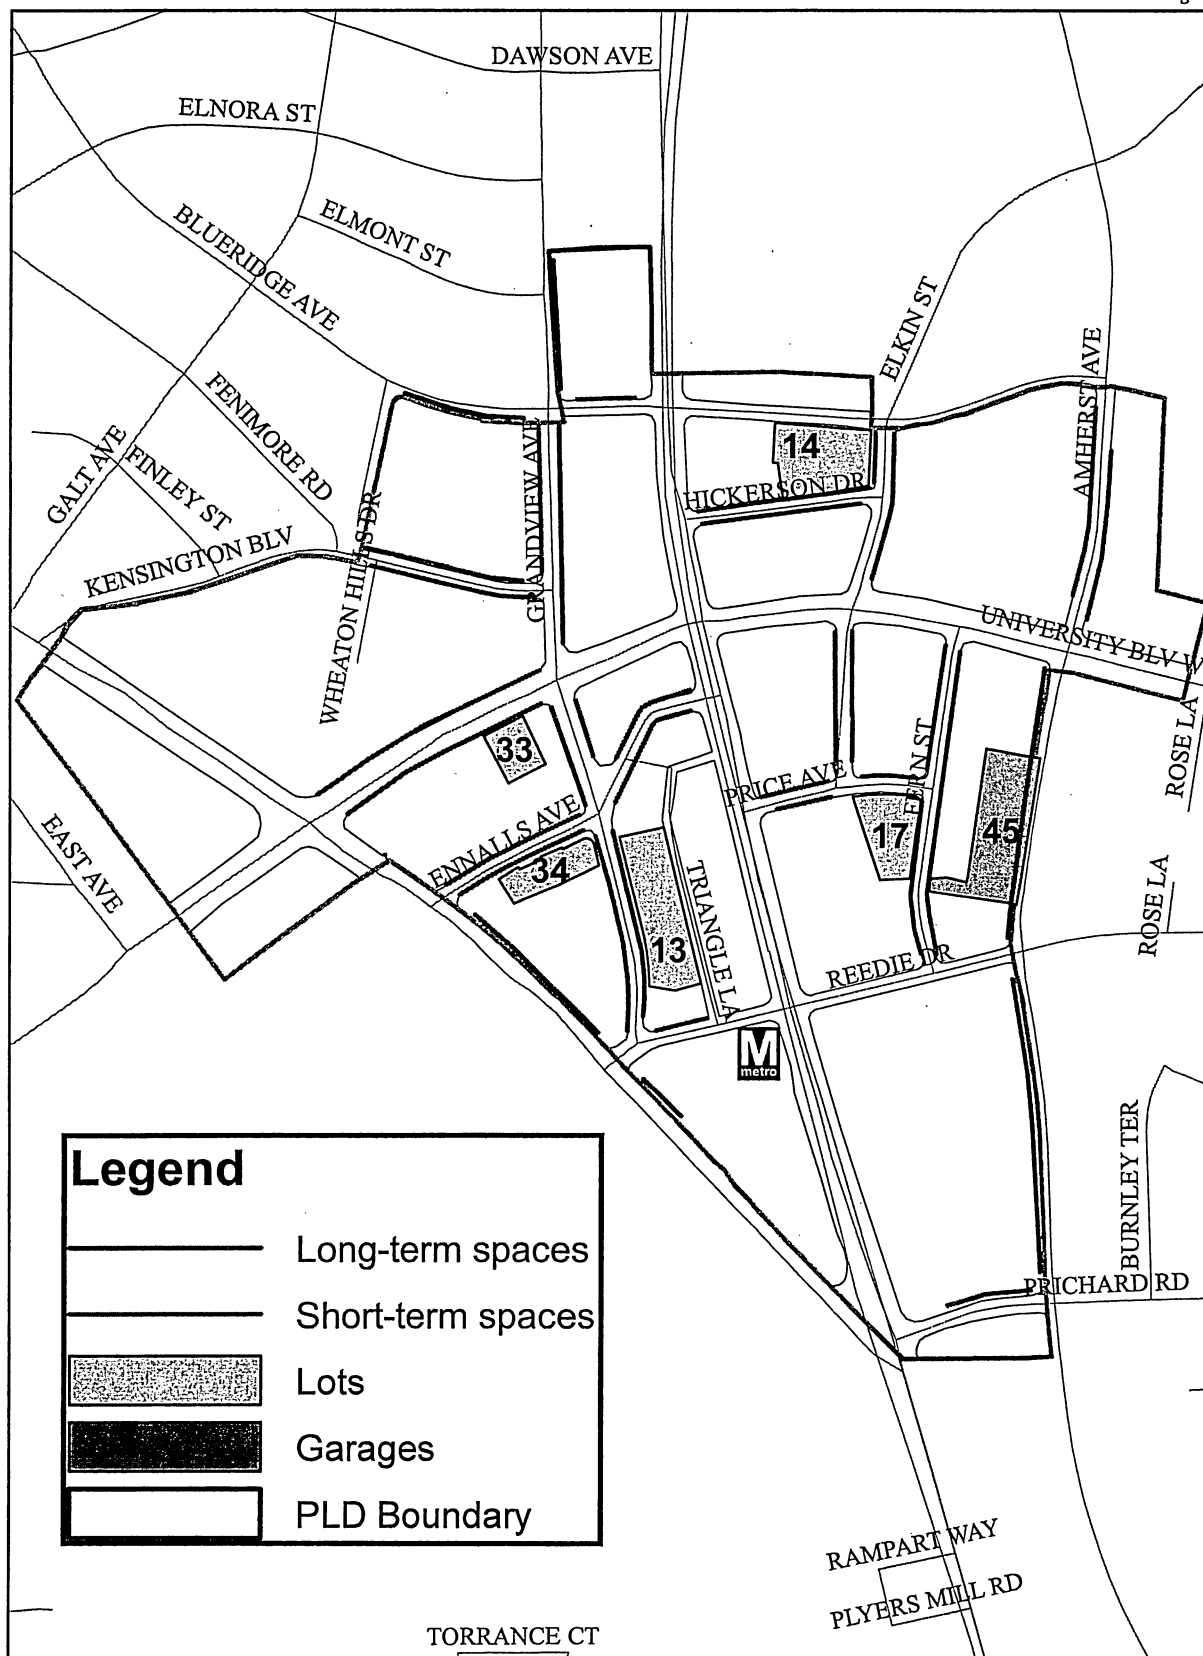 DAWSON AVE
ELNORA ST
BLUERIDGE AVE
ELMONT ST
ELKIN ST
AMHERST AVE
FENIMORE RD
GALT AVE
FINLEY ST
KENSINGTON BLV
WHEATON HILLS DR
GRANDVIEW AVE
14
HICKERSON DR
UNIVERSITY BLV W
ROSE LA
33
PRICE AVE
FERN ST
17
45
EAST AVE
ENNALLS AVE
34
13
TRIANGLE LA
REEDIE DR
ROSE LA
M
metro
BURNLEY TER
PRICHARD RD
Legend
Long-term spaces
Short-term spaces
Lots
Garages
PLD Boundary
RAMPART WAY
PLYERS MILL RD
TORRANCE CT